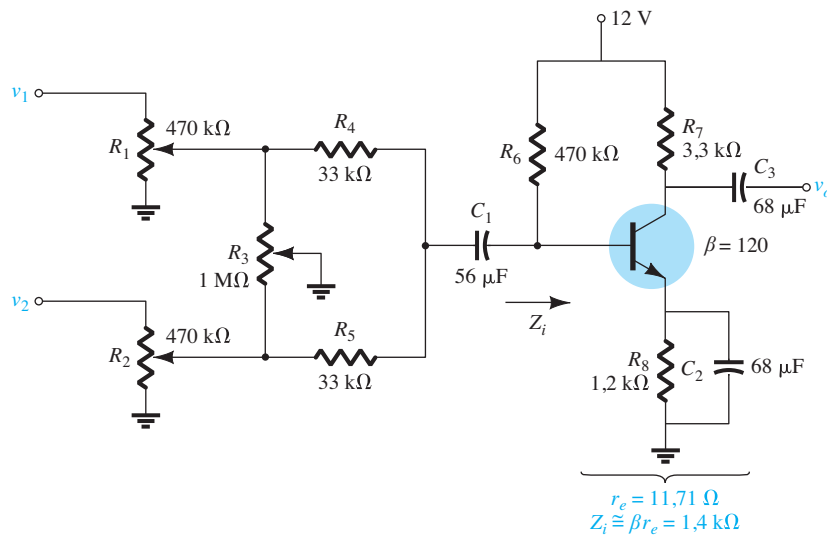 12 V
v1
R1
470 kΩ
R4
33 kΩ
R6
470 kΩ
R7
3,3 kΩ
C3
68 μF
vo
C1
56 μF
β = 120
R3
1 MΩ
Zi
v2
R2
470 kΩ
R5
33 kΩ
R8
1,2 kΩ
C2
68 μF
re = 11,71 Ω
Zi ≅ βre = 1,4 kΩ